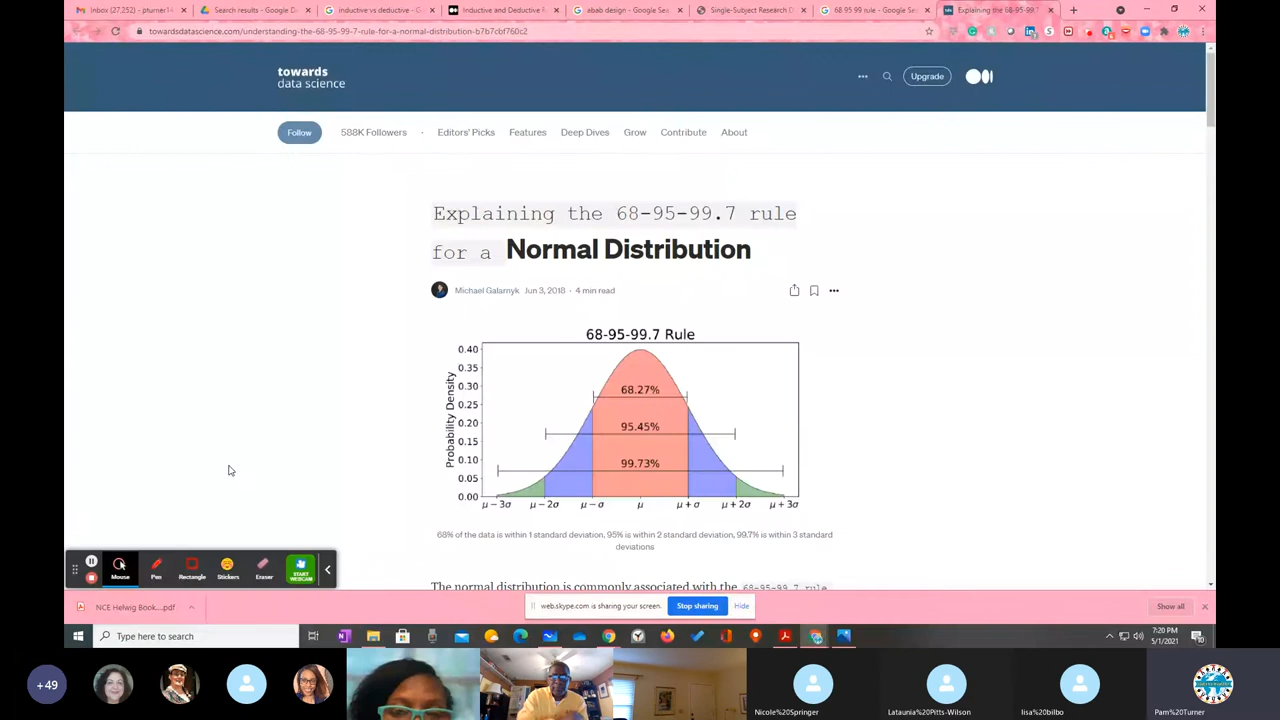 Inbox (27,252) - pturner14
Search results - Google D
inductive vs deductive - G
Inductive and Deductive R
abab design - Google Sea
Single-Subject Research D
68 95 99 rule - Google Sea
Explaining the 68-95-99.7
towardsdatascience.com/understanding-the-68-95-99-7-rule-for-a-normal-distribution-b7b7cbf760c2
towards
data science
Upgrade
Follow 588K Followers · Editors' Picks Features Deep Dives Grow Contribute About
Explaining the 68-95-99.7 rule
for a Normal Distribution
Michael Galarnyk Jun 3, 2018 · 4 min read
68-95-99.7 Rule
Probability Density
0.40
0.35
0.30
0.25
0.20
0.15
0.10
0.05
0.00
68.27%
95.45%
99.73%
μ − 3σ μ − 2σ μ − σ μ μ + σ μ + 2σ μ + 3σ
68% of the data is within 1 standard deviation, 95% is within 2 standard deviation, 99.7% is within 3 standard
deviations
The normal distribution is commonly associated with the 68-95-99.7 rule
Mouse Pen Rectangle Stickers Eraser START WEBCAM
NCE Helwig Book....pdf
web.skype.com is sharing your screen. Stop sharing Hide
Show all
Type here to search
7:20 PM
5/1/2021
+49
Nicole%20Springer
Lataunia%20Pitts-Wilson
lisa%20bilbo
Pam%20Turner